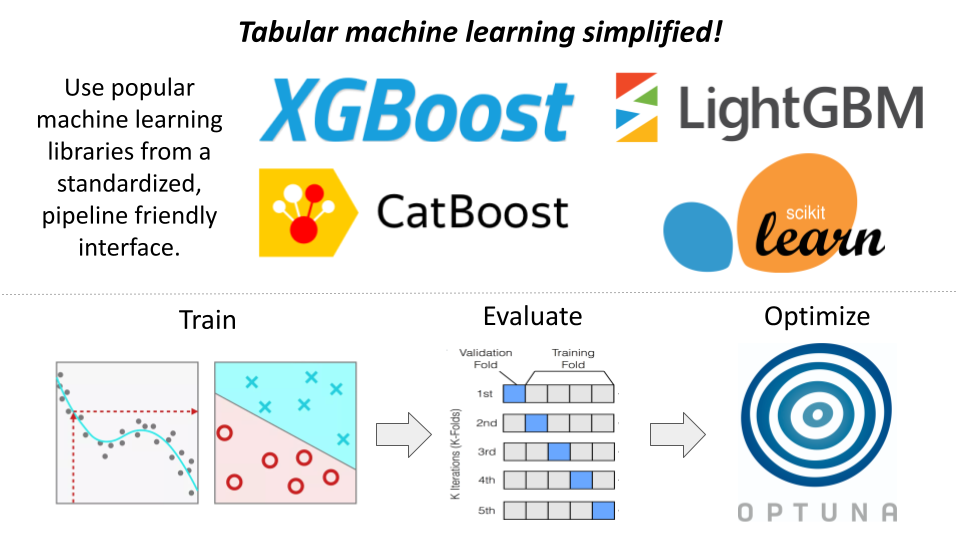 Tabular machine learning simplified!
Use popular
machine learning
libraries from a
standardized,
pipeline friendly
interface.
XGBoost
LightGBM
CatBoost
scikit
learn
Train
Evaluate
Optimize
Validation
Fold
Training
Fold
K Iterations (K-Folds)
1st
2nd
3rd
4th
5th
OPTUNA